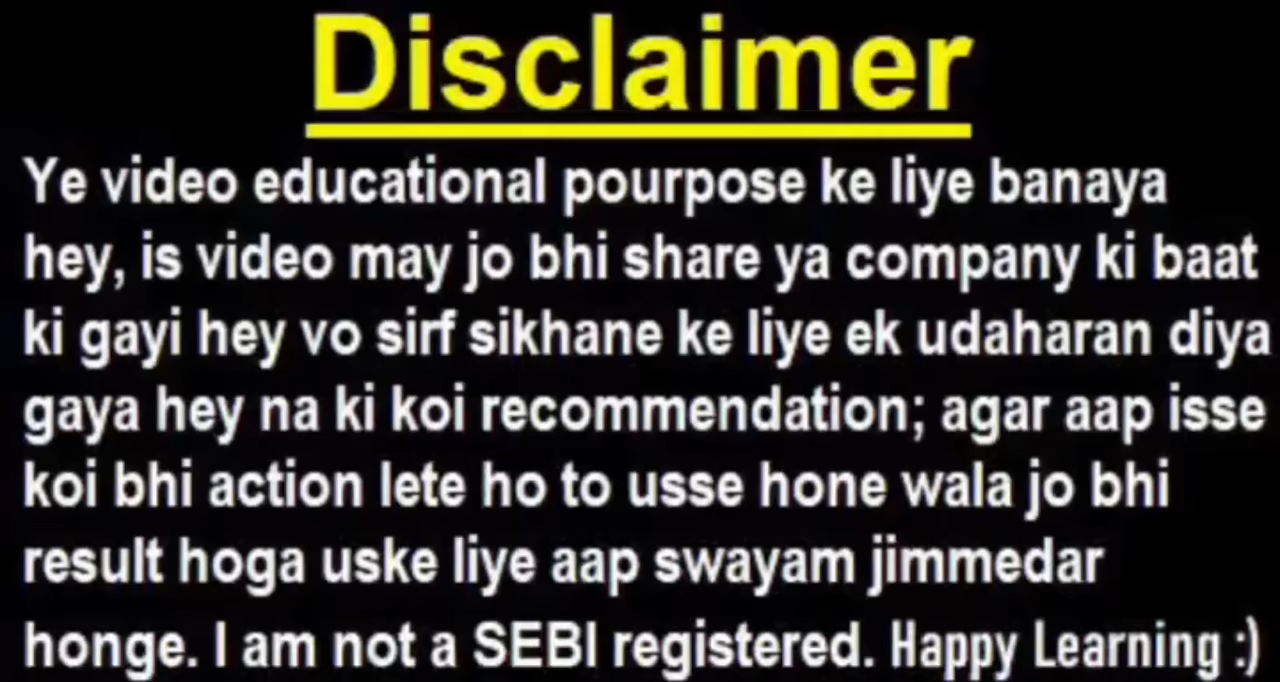 Disclaimer
Ye video educational pourpose ke liye banaya
hey, is video may jo bhi share ya company ki baat
ki gayi hey vo sirf sikhane ke liye ek udaharan diya
gaya hey na ki koi recommendation; agar aap isse
koi bhi action lete ho to usse hone wala jo bhi
result hoga uske liye aap swayam jimmedar
honge. I am not a SEBI registered. Happy Learning :)